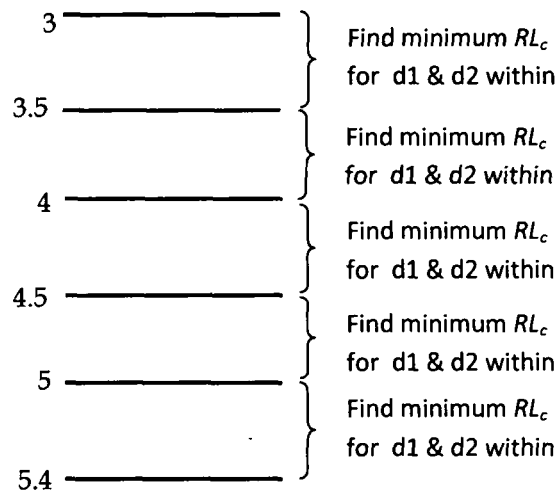 3
Find minimum RLc
for d1 & d2 within
3.5
Find minimum RLc
for d1 & d2 within
4
Find minimum RLc
for d1 & d2 within
4.5
Find minimum RLc
for d1 & d2 within
5
Find minimum RLc
for d1 & d2 within
5.4